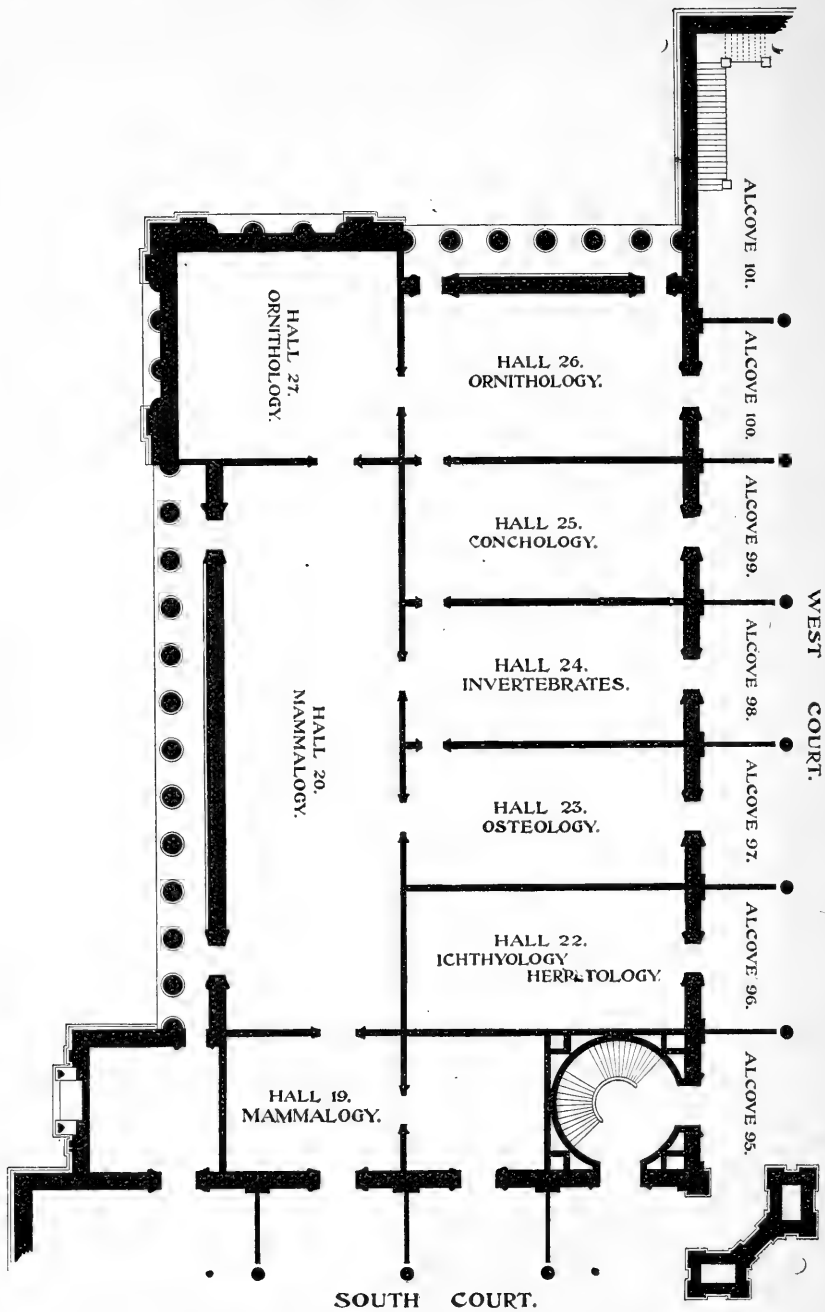 ALCOVE 101.
ALCOVE 100.
ALCOVE 99.
ALCOVE 98.
ALCOVE 97.
ALCOVE 96.
ALCOVE 95.
WEST COURT.
HALL 27.
ORNITHOLOGY.
HALL 26.
ORNITHOLOGY.
HALL 25.
CONCHOLOGY.
HALL 24.
INVERTEBRATES.
HALL 20.
MAMMALOGY.
HALL 23.
OSTEOLOGY.
HALL 22.
ICHTHYOLOGY
HERPETOLOGY.
HALL 19.
MAMMALOGY.
SOUTH COURT.